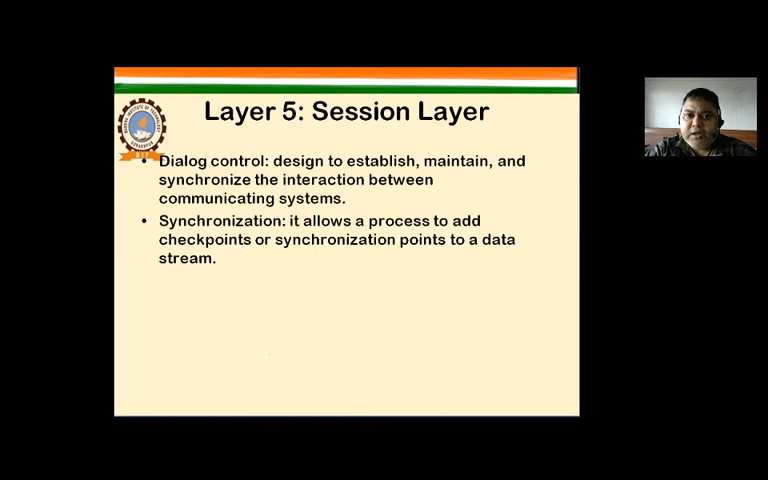 Layer 5: Session Layer
• Dialog control: design to establish, maintain, and
synchronize the interaction between
communicating systems.
• Synchronization: it allows a process to add
checkpoints or synchronization points to a data
stream.